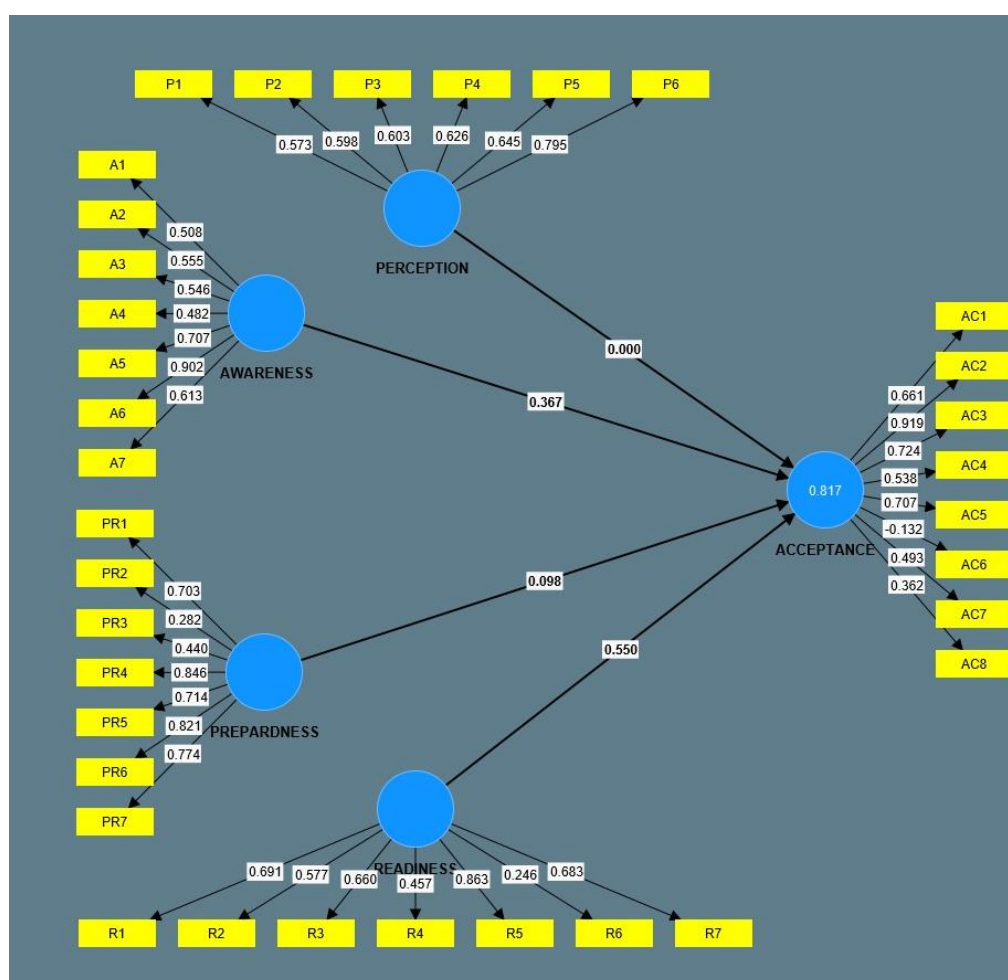 P1 P2 P3 P4 P5 P6
0.573 0.598 0.603 0.626 0.645 0.795
PERCEPTION
A1
A2
A3
A4
A5
A6
A7
0.508
0.555
0.546
0.482
0.707
0.902
0.613
AWARENESS
0.000
0.367
0.098
0.550
PR1
PR2
PR3
PR4
PR5
PR6
PR7
0.703
0.282
0.440
0.846
0.714
0.821
0.774
PREPARDNESS
0.817
ACCEPTANCE
0.661
0.919
0.724
0.538
0.707
-0.132
0.493
0.362
AC1
AC2
AC3
AC4
AC5
AC6
AC7
AC8
READINESS
0.691 0.577 0.660 0.457 0.863 0.246 0.683
R1 R2 R3 R4 R5 R6 R7